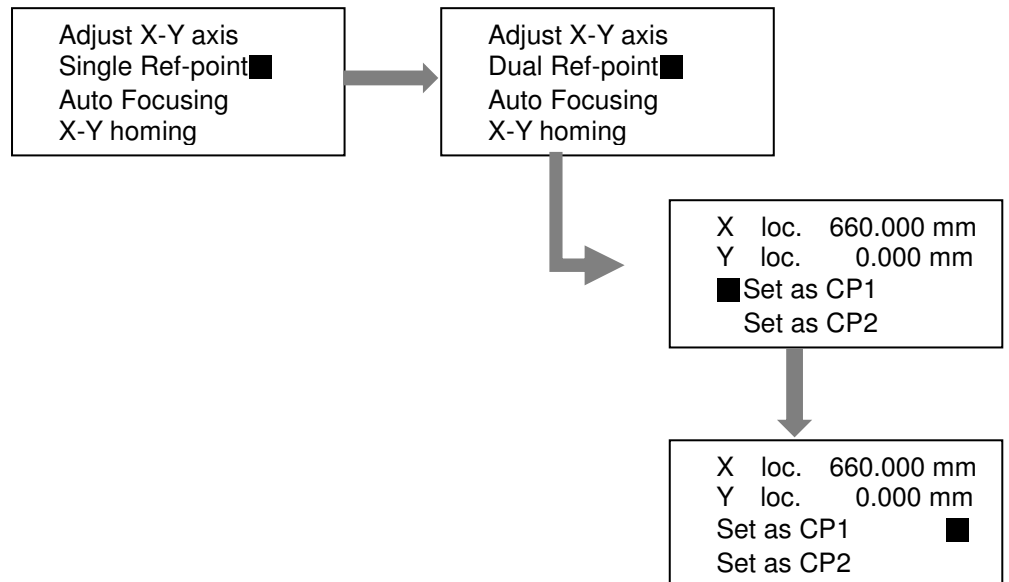 Adjust X-Y axis
Single Ref-point
Auto Focusing
X-Y homing
Adjust X-Y axis
Dual Ref-point
Auto Focusing
X-Y homing
X loc. 660.000 mm
Y loc. 0.000 mm
Set as CP1
Set as CP2
X loc. 660.000 mm
Y loc. 0.000 mm
Set as CP1
Set as CP2